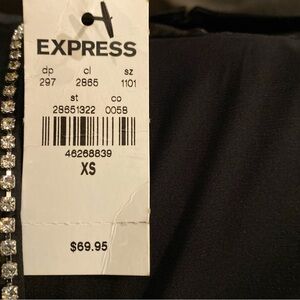 EXPRESS
dp cl sz
297 2865 1101
st co
28651322 0058
46268839
XS
$69.95